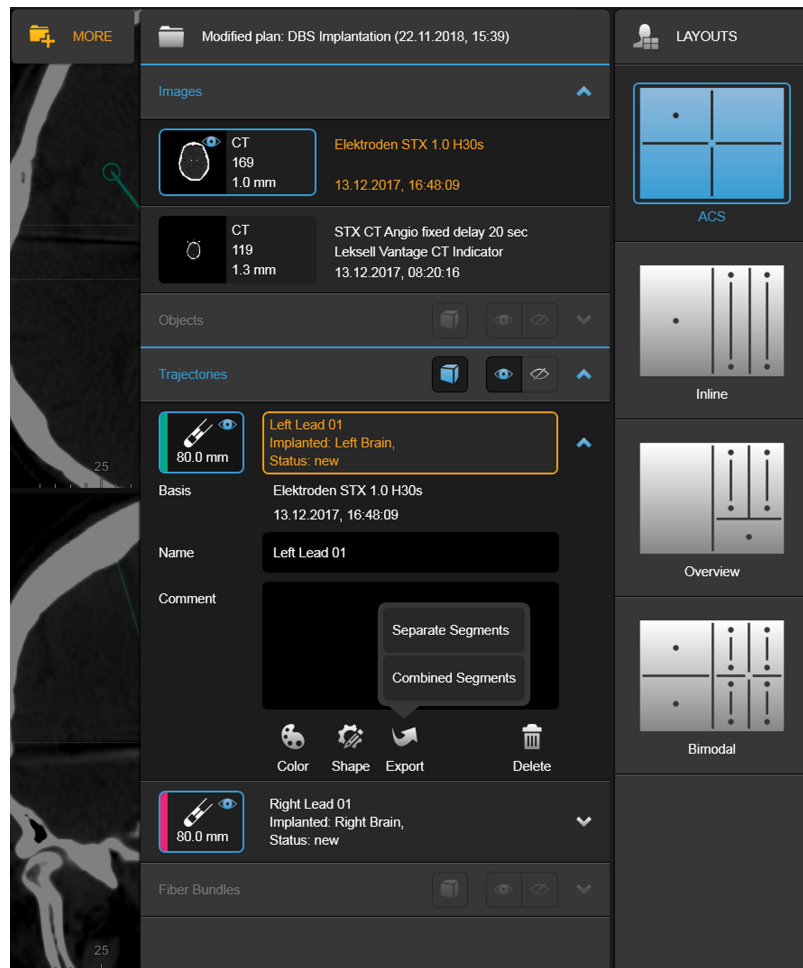 MORE
Modified plan: DBS Implantation (22.11.2018, 15:39)
LAYOUTS
Images
CT
169
1.0 mm
Elektroden STX 1.0 H30s
13.12.2017, 16:48:09
ACS
CT
119
1.3 mm
STX CT Angio fixed delay 20 sec
Leksell Vantage CT Indicator
13.12.2017, 08:20:16
Objects
Trajectories
Inline
80.0 mm
Left Lead 01
Implanted: Left Brain,
Status: new
25
Basis
Elektroden STX 1.0 H30s
13.12.2017, 16:48:09
Name
Left Lead 01
Overview
Comment
Separate Segments
Combined Segments
Color
Shape
Export
Delete
Bimodal
80.0 mm
Right Lead 01
Implanted: Right Brain,
Status: new
Fiber Bundles
25